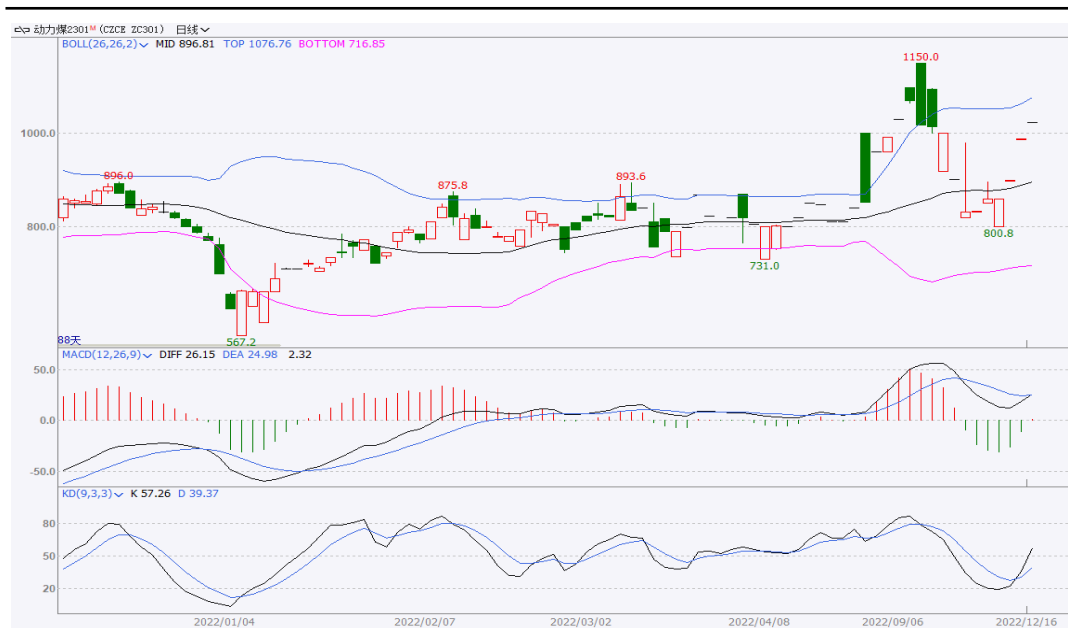 动力煤2301M (CZCE ZC301) 日线
BOLL(26,26,2) MID 896.81 TOP 1076.76 BOTTOM 716.85
1150.0
1000.0
896.0
875.8
893.6
800.0
800.8
731.0
567.2
88天
MACD(12,26,9) DIFF 26.15 DEA 24.98 2.32
50.0
0.0
-50.0
KD(9,3,3) K 57.26 D 39.37
80
50
20
2022/01/04 2022/02/07 2022/03/02 2022/04/08 2022/09/06 2022/12/16